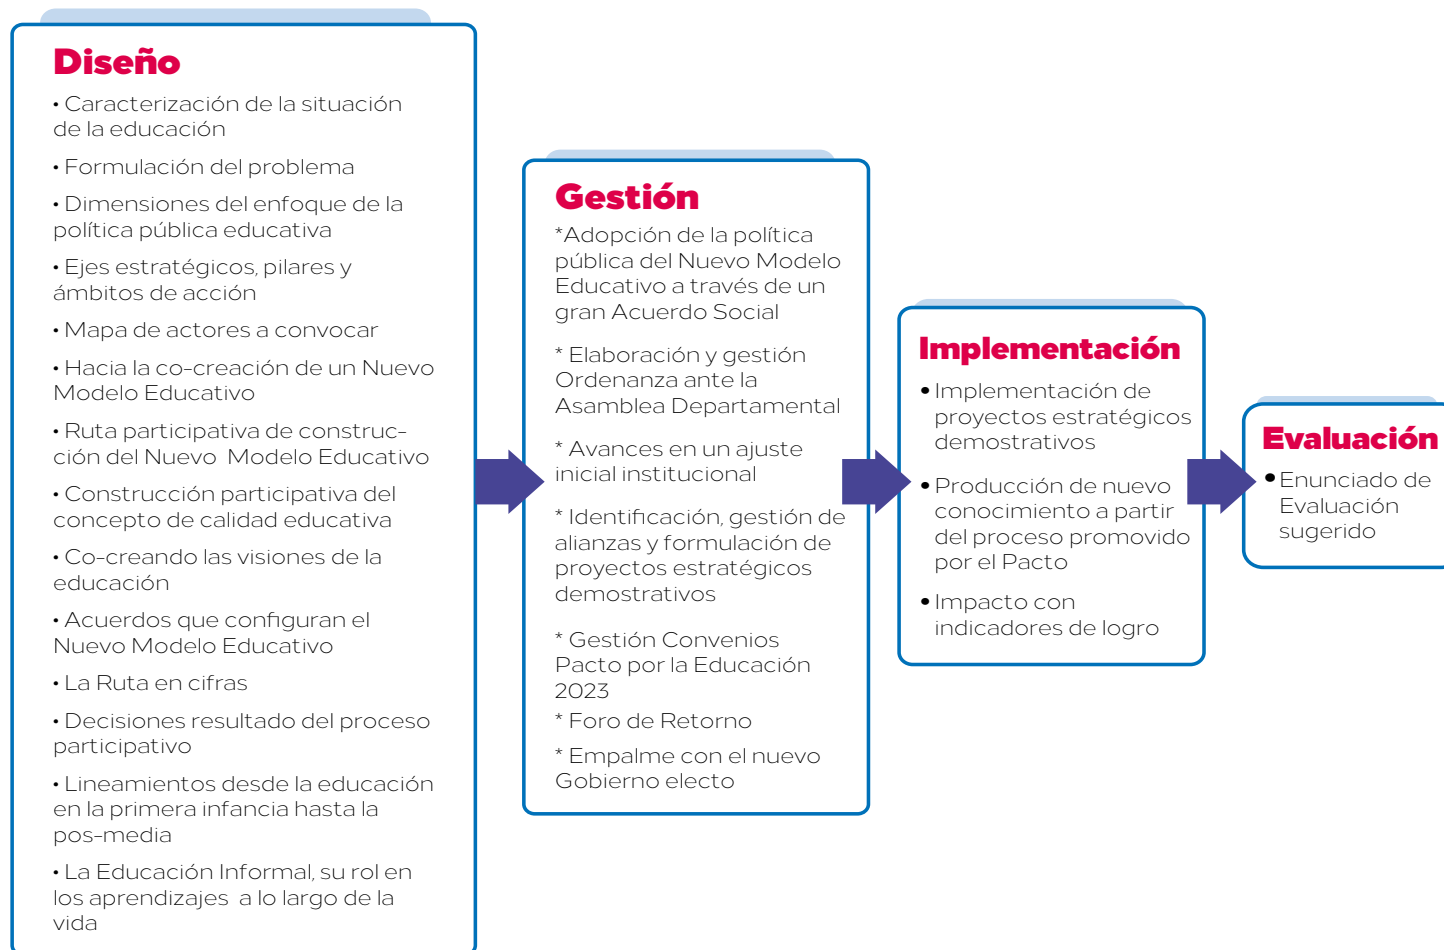 Diseño
• Caracterización de la situación
de la educación
• Formulación del problema
• Dimensiones del enfoque de la
política pública educativa
• Ejes estratégicos, pilares y
ámbitos de acción
• Mapa de actores a convocar
• Hacia la co-creación de un Nuevo
Modelo Educativo
• Ruta participativa de construc-
ción del Nuevo Modelo Educativo
• Construcción participativa del
concepto de calidad educativa
• Co-creando las visiones de la
educación
• Acuerdos que configuran el
Nuevo Modelo Educativo
• La Ruta en cifras
• Decisiones resultado del proceso
participativo
• Lineamientos desde la educación
en la primera infancia hasta la
pos-media
• La Educación Informal, su rol en
los aprendizajes a lo largo de la
vida
Gestión
*Adopción de la política
pública del Nuevo Modelo
Educativo a través de un
gran Acuerdo Social
* Elaboración y gestión
Ordenanza ante la
Asamblea Departamental
* Avances en un ajuste
inicial institucional
* Identificación, gestión de
alianzas y formulación de
proyectos estratégicos
demostrativos
* Gestión Convenios
Pacto por la Educación
2023
* Foro de Retorno
* Empalme con el nuevo
Gobierno electo
Implementación
• Implementación de
proyectos estratégicos
demostrativos
• Producción de nuevo
conocimiento a partir
del proceso promovido
por el Pacto
• Impacto con
indicadores de logro
Evaluación
• Enunciado de
Evaluación
sugerido